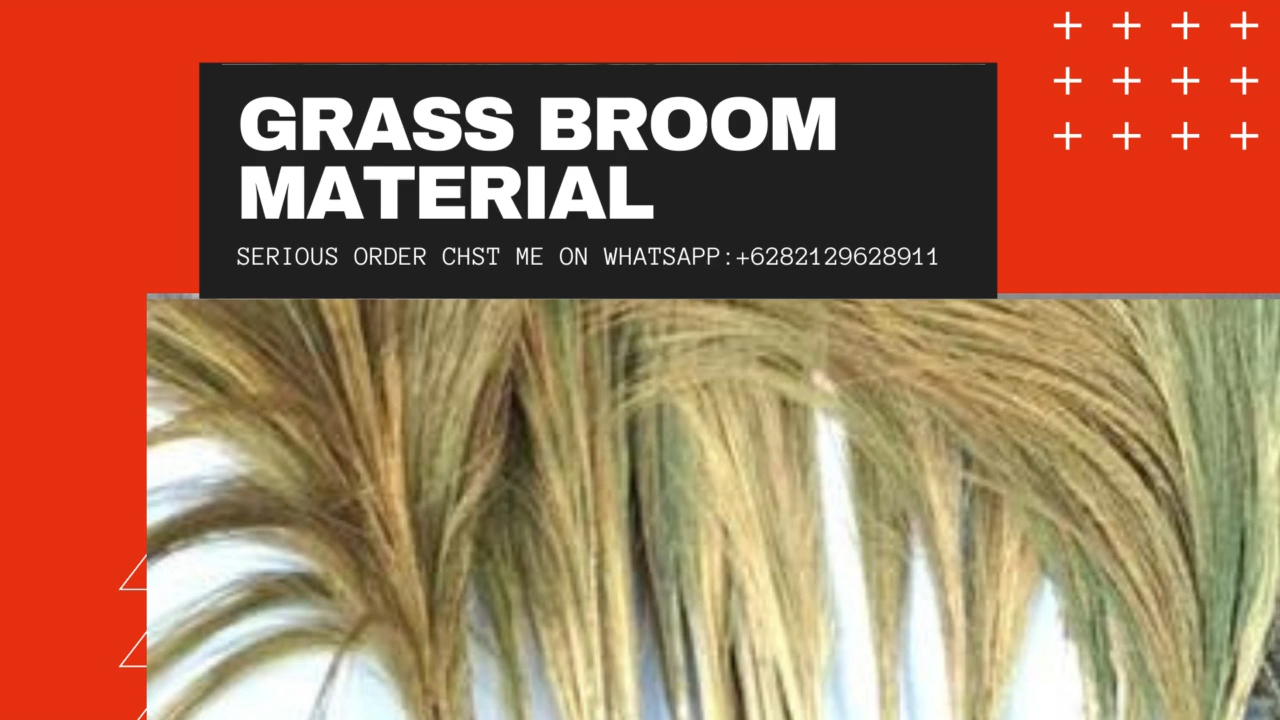 GRASS BROOM
MATERIAL
SERIOUS ORDER CHST ME ON WHATSAPP:+6282129628911